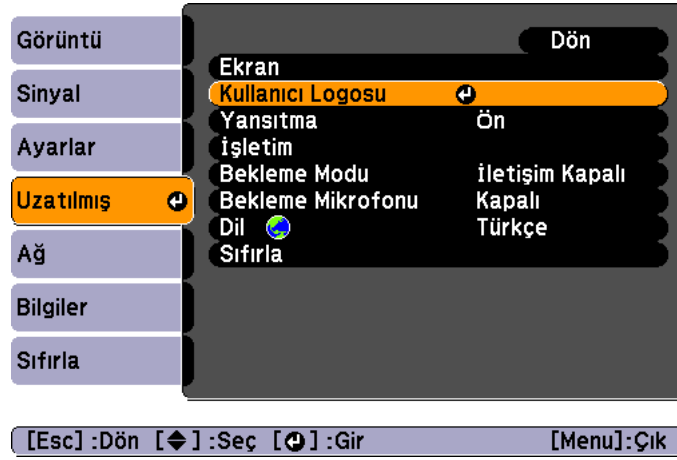 Görüntü
Sinyal
Ayarlar
Uzatılmış
Ağ
Bilgiler
Sıfırla
Dön
Ekran
Kullanıcı Logosu
Yansıtma Ön
İşletim
Bekleme Modu İletişim Kapalı
Bekleme Mikrofonu Kapalı
Dil Türkçe
Sıfırla
[Esc] :Dön [◆] :Seç [↵] :Gir [Menu]:Çık